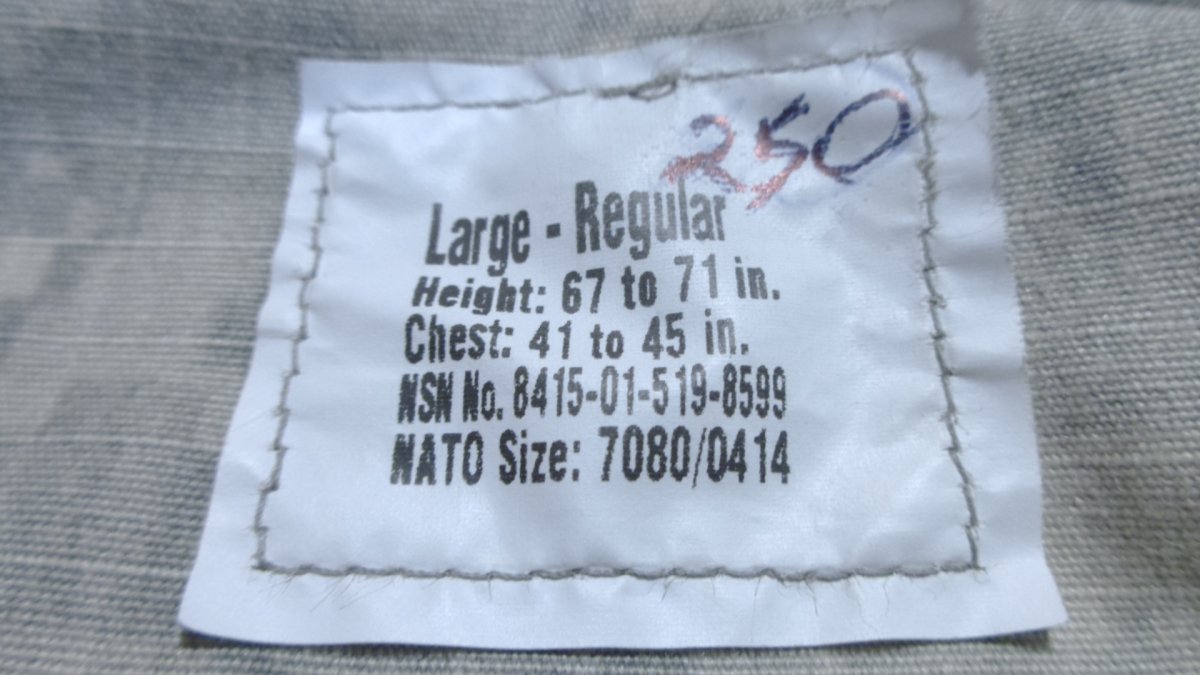 250
Large - Regular
Height: 67 to 71 in.
Chest: 41 to 45 in.
NSN No. 8415-01-519-8599
NATO Size: 7080/0414